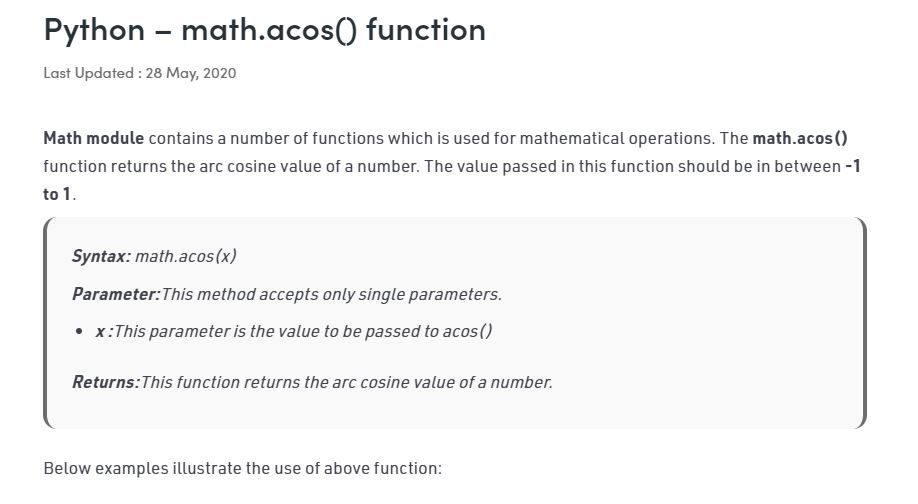 Python – math.acos() function
Last Updated : 28 May, 2020
Math module contains a number of functions which is used for mathematical operations. The math.acos()
function returns the arc cosine value of a number. The value passed in this function should be in between -1
to 1.
Syntax: math.acos(x)
Parameter:This method accepts only single parameters.
• x :This parameter is the value to be passed to acos()
Returns:This function returns the arc cosine value of a number.
Below examples illustrate the use of above function: